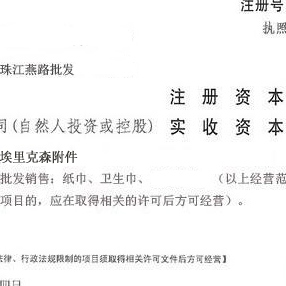 注册号
执照
珠江燕路批发
注 册 资 本
司(自然人投资或控股) 实 收 资 本
埃里克森附件
批发销售：纸巾、卫生巾、 （以上经营范
项目的，应在取得相关的许可后方可经营）。
法律、行政法规限制的项目须取得相关许可文件后方可经营】
四日